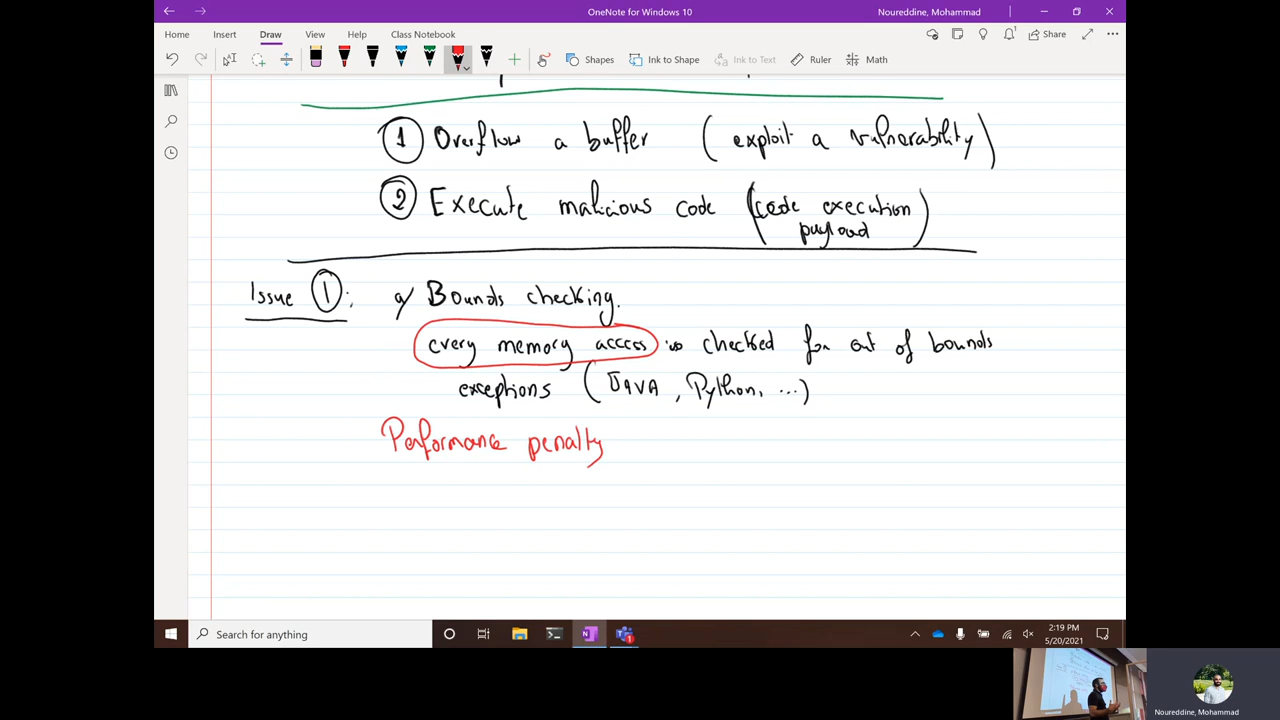 OneNote for Windows 10
Noureddine, Mohammad
Home Insert Draw View Help Class Notebook
Share
Shapes Ink to Shape Ink to Text Ruler Math
1 Overflow a buffer (exploit a vulnerability)
2 Execute malicious code (code execution
payload)
Issue 1: a/ Bounds checking.
every memory access is checked for out of bounds
exceptions (JAVA, Python, ...)
Performance penalty
Search for anything
2:19 PM
5/20/2021
Noureddine, Mohammad